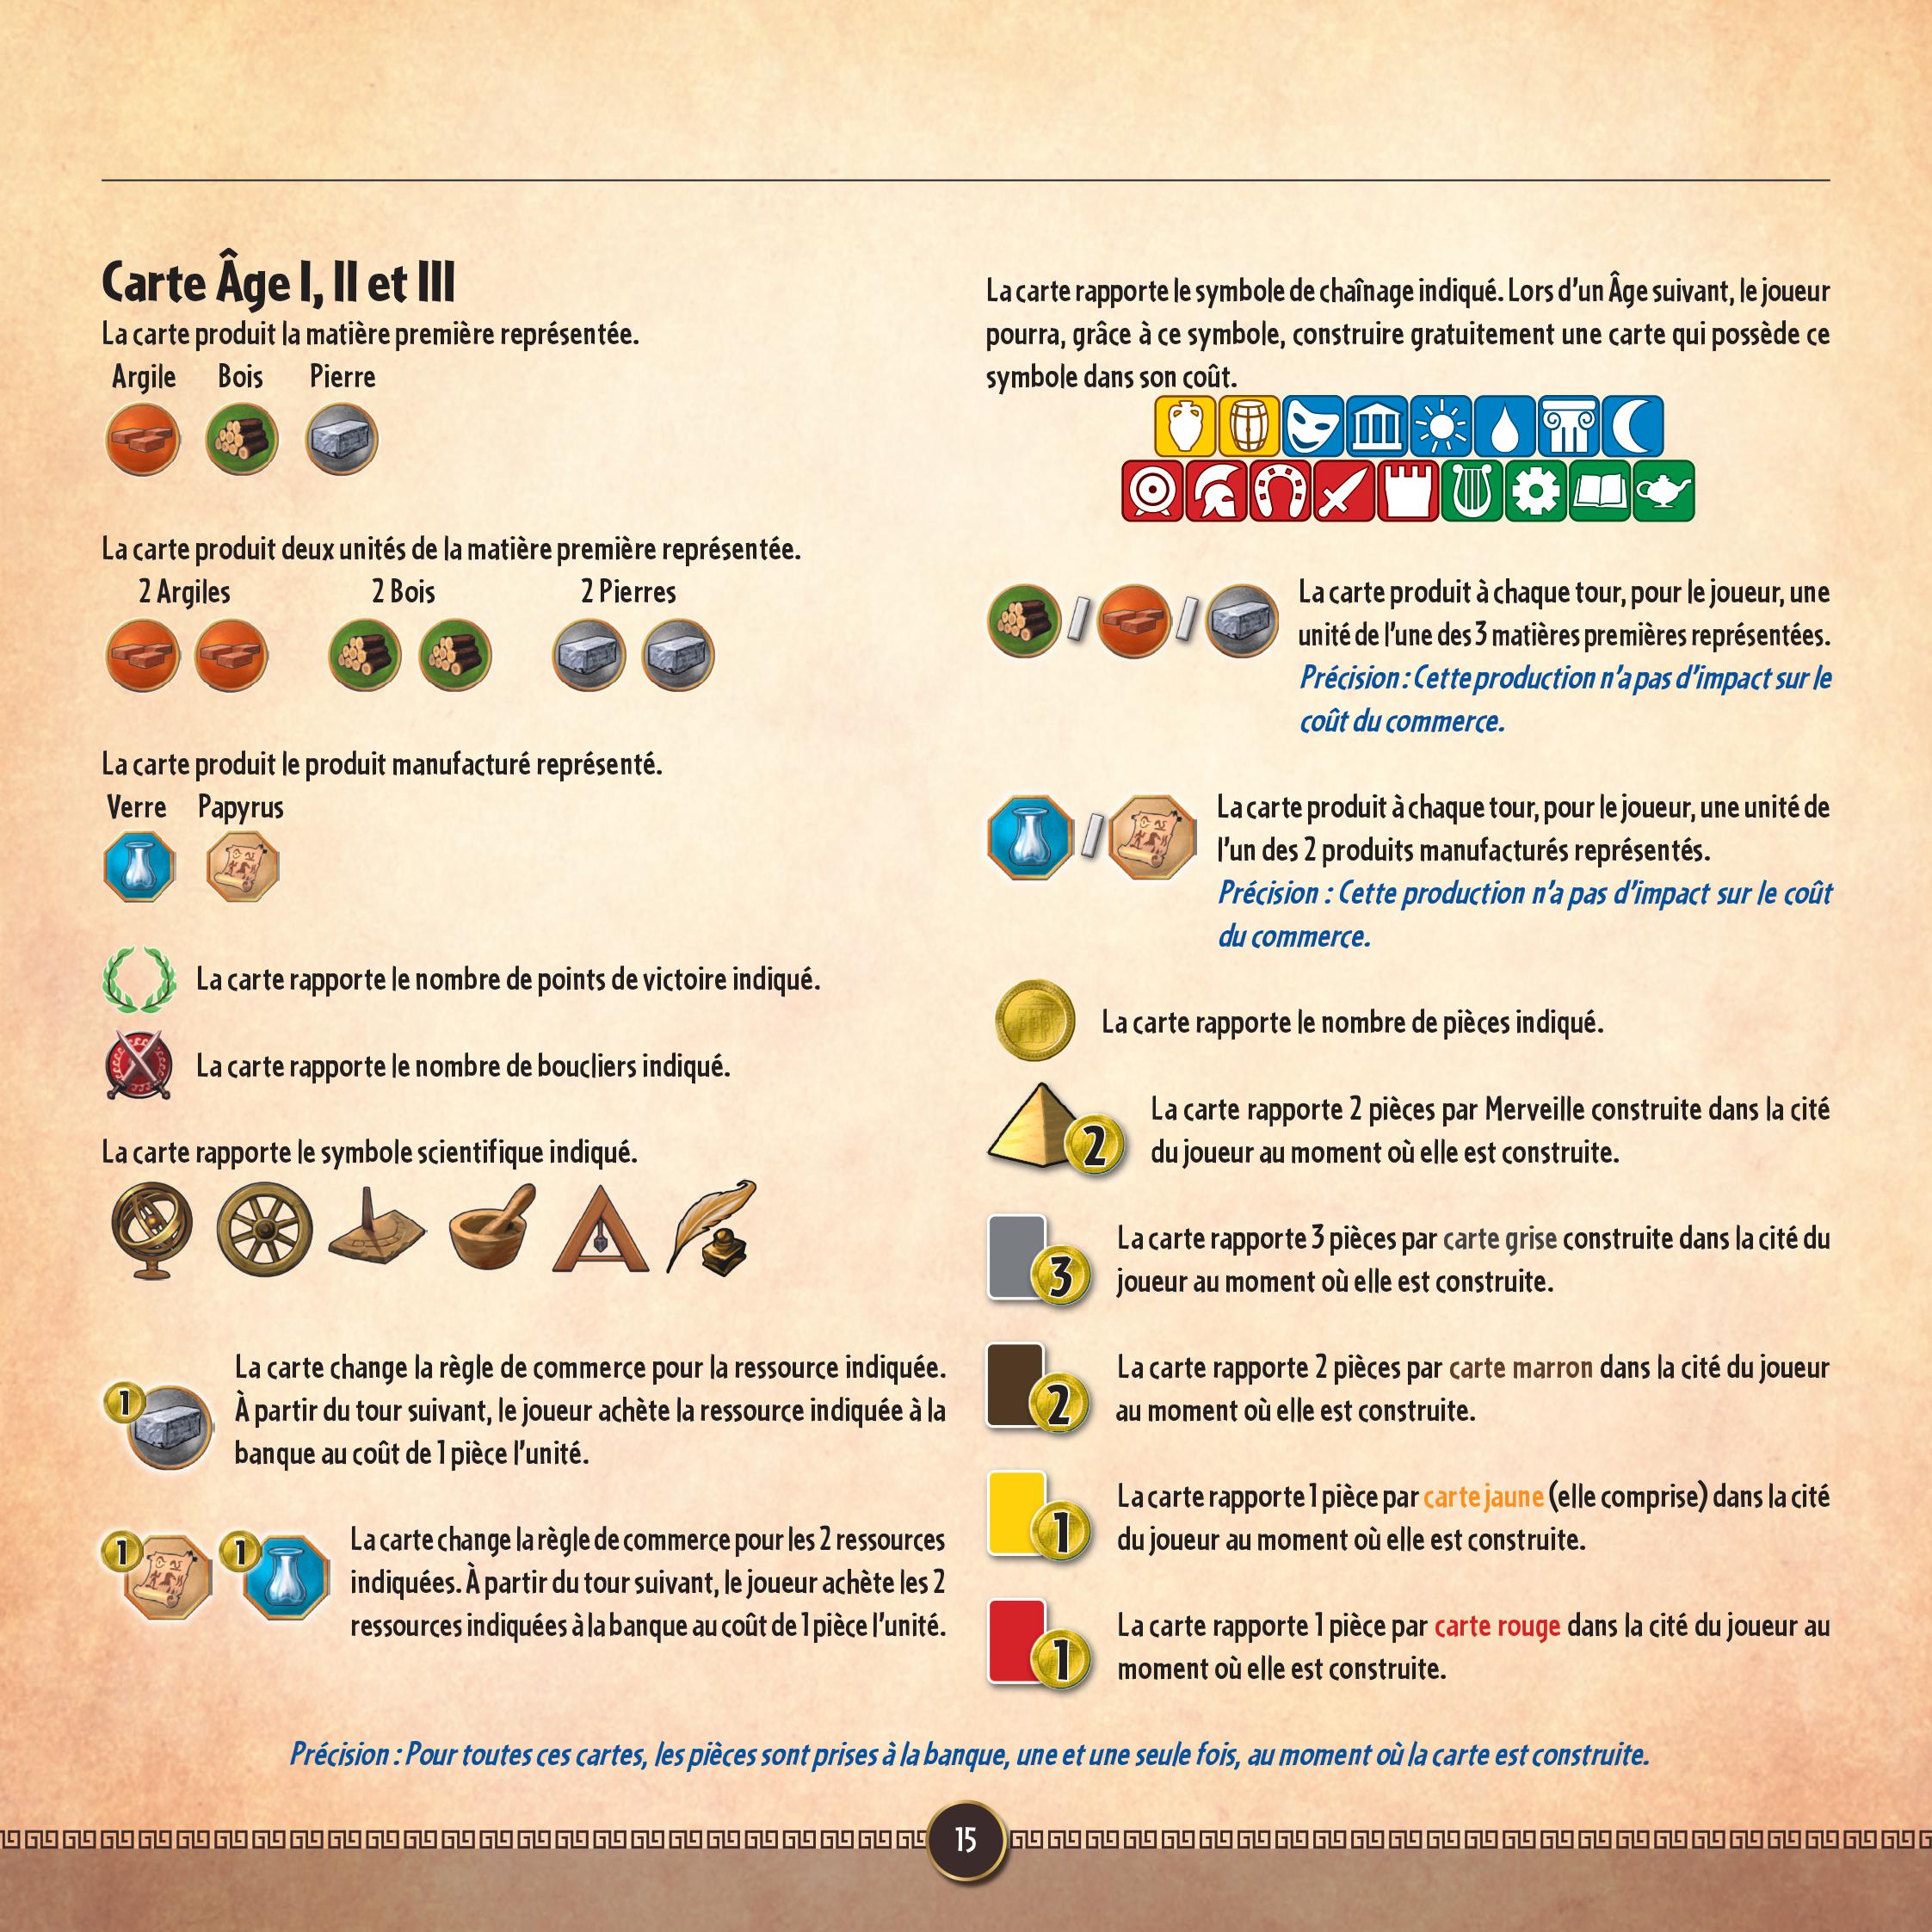 Carte Âge I, II et III
La carte produit la matière première représentée.
Argile Bois Pierre
La carte produit deux unités de la matière première représentée.
2 Argiles 2 Bois 2 Pierres
La carte produit le produit manufacturé représenté.
Verre Papyrus
La carte rapporte le nombre de points de victoire indiqué.
La carte rapporte le nombre de boucliers indiqué.
La carte rapporte le symbole scientifique indiqué.
1
La carte change la règle de commerce pour la ressource indiquée.
À partir du tour suivant, le joueur achète la ressource indiquée à la
banque au coût de 1 pièce l'unité.
1 1
La carte change la règle de commerce pour les 2 ressources
indiquées. À partir du tour suivant, le joueur achète les 2
ressources indiquées à la banque au coût de 1 pièce l'unité.
La carte rapporte le symbole de chaînage indiqué. Lors d'un Âge suivant, le joueur
pourra, grâce à ce symbole, construire gratuitement une carte qui possède ce
symbole dans son coût.
/ /
La carte produit à chaque tour, pour le joueur, une
unité de l'une des 3 matières premières représentées.
Précision : Cette production n'a pas d'impact sur le
coût du commerce.
/
La carte produit à chaque tour, pour le joueur, une unité de
l'un des 2 produits manufacturés représentés.
Précision : Cette production n'a pas d'impact sur le coût
du commerce.
La carte rapporte le nombre de pièces indiqué.
2
La carte rapporte 2 pièces par Merveille construite dans la cité
du joueur au moment où elle est construite.
3
La carte rapporte 3 pièces par carte grise construite dans la cité du
joueur au moment où elle est construite.
2
La carte rapporte 2 pièces par carte marron dans la cité du joueur
au moment où elle est construite.
1
La carte rapporte 1 pièce par carte jaune (elle comprise) dans la cité
du joueur au moment où elle est construite.
1
La carte rapporte 1 pièce par carte rouge dans la cité du joueur au
moment où elle est construite.
Précision : Pour toutes ces cartes, les pièces sont prises à la banque, une et une seule fois, au moment où la carte est construite.
15